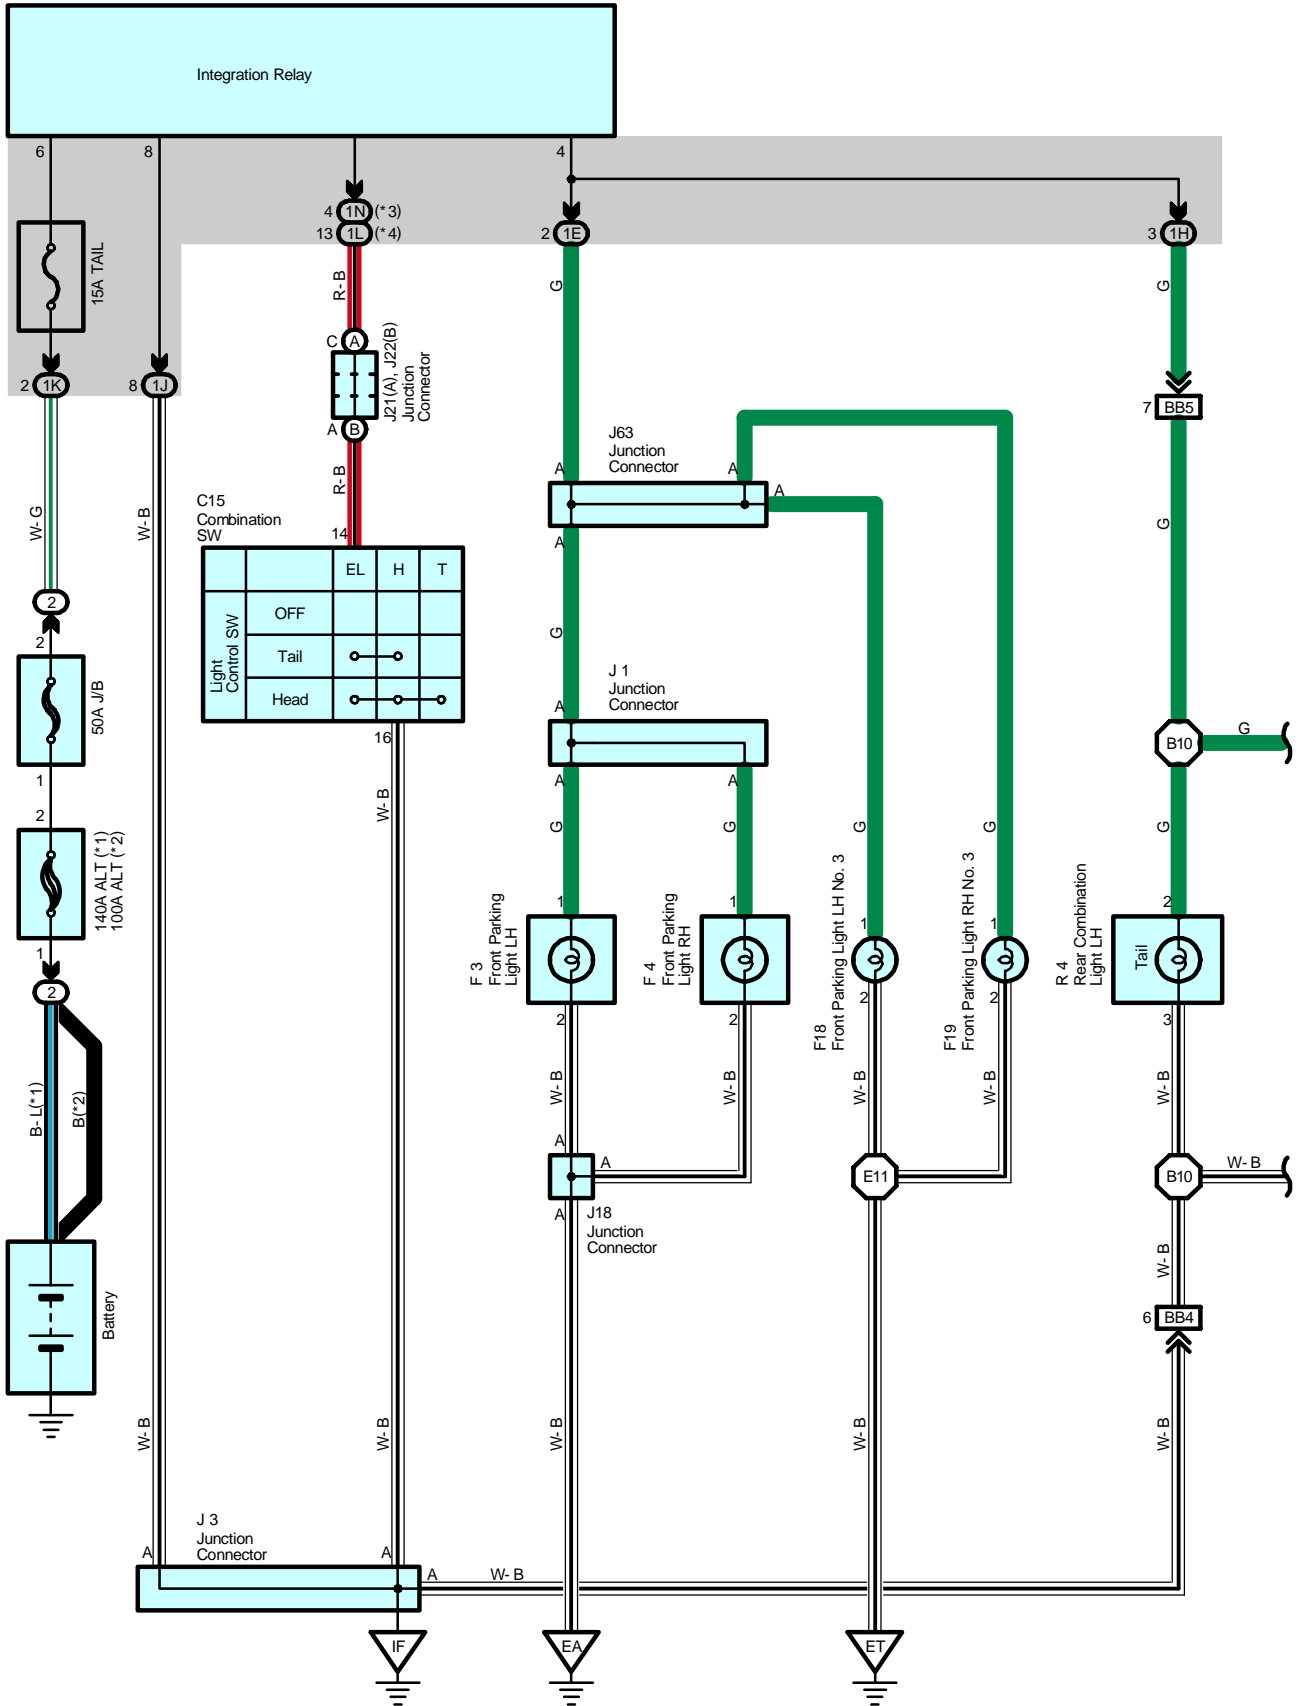 Integration Relay
6
8
4
4 1N (*3)
13 1L (*4)
2 1E
3 1H
15A TAIL
R-B
G
G
2 1K
8 1J
C A
J21(A), J22(B)
Junction
Connector
A B
7 BB5
J63
Junction
Connector
A
A
A
A
W-G
W-B
R-B
G
C15
Combination
SW
14
EL H T
Light
Control SW
OFF
Tail
Head
16
2
2
50A J/B
1
G
J 1
Junction
Connector
A
A
A
B10
G
2
140A ALT (*1)
100A ALT (*2)
1
2
W-B
G
G
G
G
G
1
F 3
Front Parking
Light LH
2
1
F 4
Front Parking
Light RH
2
1
F18
Front Parking Light LH No. 3
2
1
F19
Front Parking Light RH No. 3
2
2
R 4
Rear Combination
Light LH
Tail
3
B-L(*1)
B(*2)
W-B
W-B
W-B
W-B
W-B
A
A
A
J18
Junction
Connector
E11
B10
W-B
W-B
6 BB4
Battery
W-B
W-B
W-B
W-B
W-B
J 3
Junction
Connector
A
A
A
W-B
IF
EA
ET